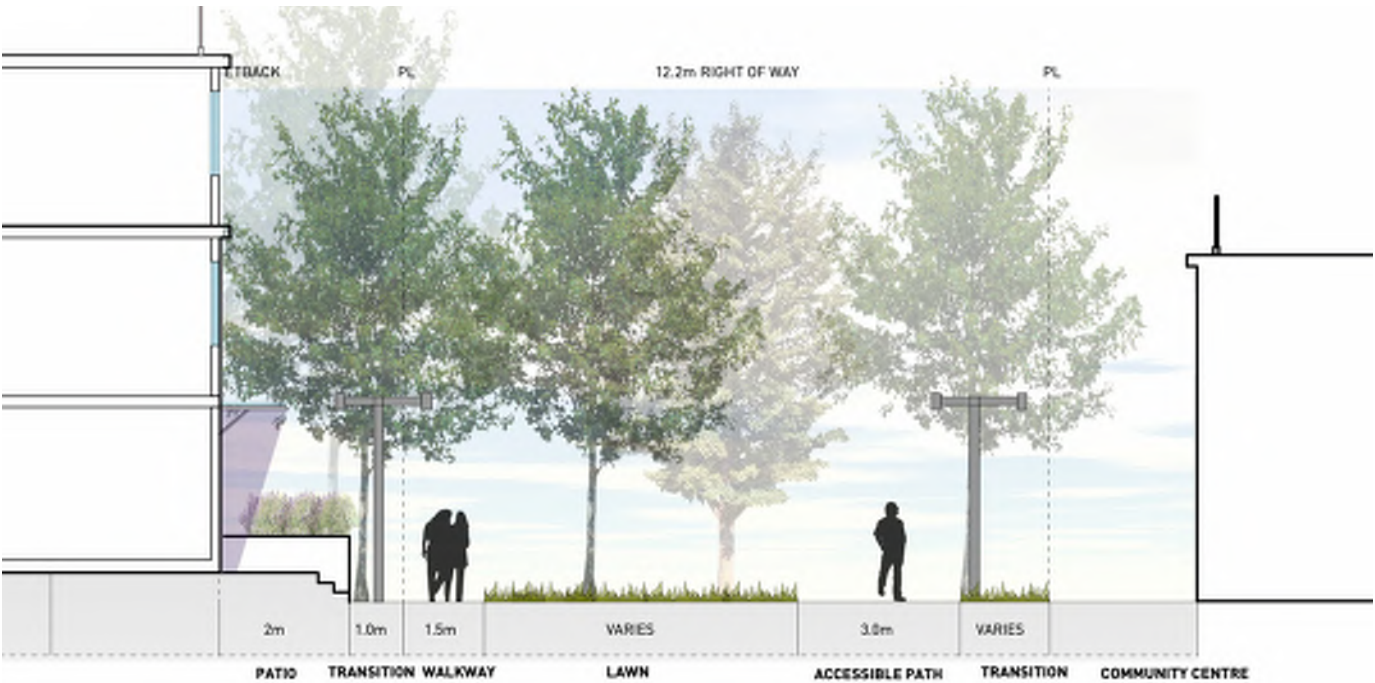 ETBACK
PL
12.2m RIGHT OF WAY
PL
2m
1.0m
1.5m
VARIES
3.0m
VARIES
PATIO
TRANSITION
WALKWAY
LAWN
ACCESSIBLE PATH
TRANSITION
COMMUNITY CENTRE